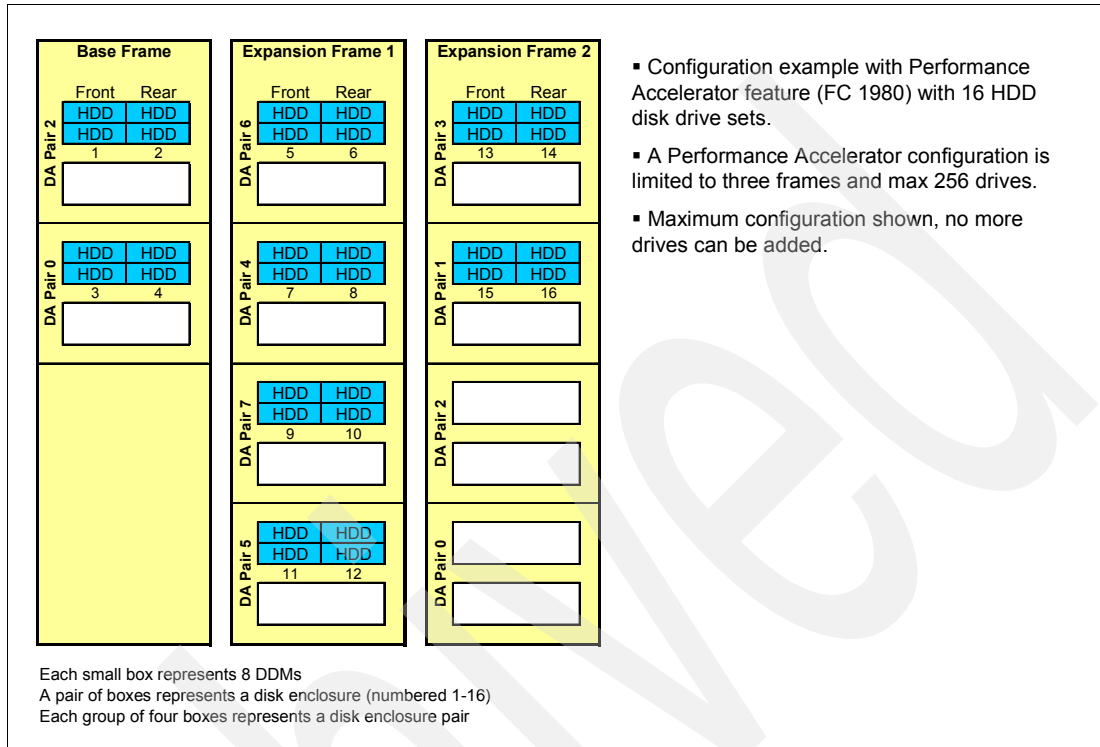 Base Frame
Front Rear
DA Pair 2
HDD HDD
HDD HDD
1 2
DA Pair 0
HDD HDD
HDD HDD
3 4
Expansion Frame 1
Front Rear
DA Pair 6
HDD HDD
HDD HDD
5 6
DA Pair 4
HDD HDD
HDD HDD
7 8
DA Pair 7
HDD HDD
HDD HDD
9 10
DA Pair 5
HDD HDD
HDD HDD
11 12
Expansion Frame 2
Front Rear
DA Pair 3
HDD HDD
HDD HDD
13 14
DA Pair 1
HDD HDD
HDD HDD
15 16
DA Pair 2
DA Pair 0
▪ Configuration example with Performance
Accelerator feature (FC 1980) with 16 HDD
disk drive sets.
▪ A Performance Accelerator configuration is
limited to three frames and max 256 drives.
▪ Maximum configuration shown, no more
drives can be added.
Each small box represents 8 DDMs
A pair of boxes represents a disk enclosure (numbered 1-16)
Each group of four boxes represents a disk enclosure pair